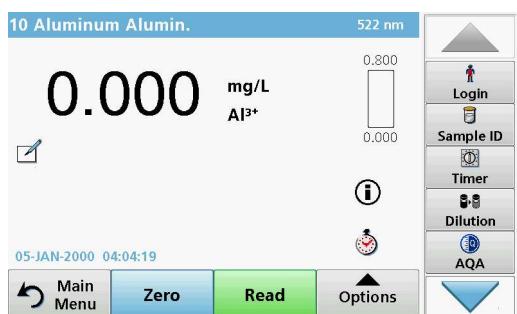 10 Aluminum Alumin.
522 nm
0.000
mg/L
Al³⁺
0.800
0.000
05-JAN-2000 04:04:19
Main
Menu
Zero
Read
Options
Login
Sample ID
Timer
Dilution
AQA